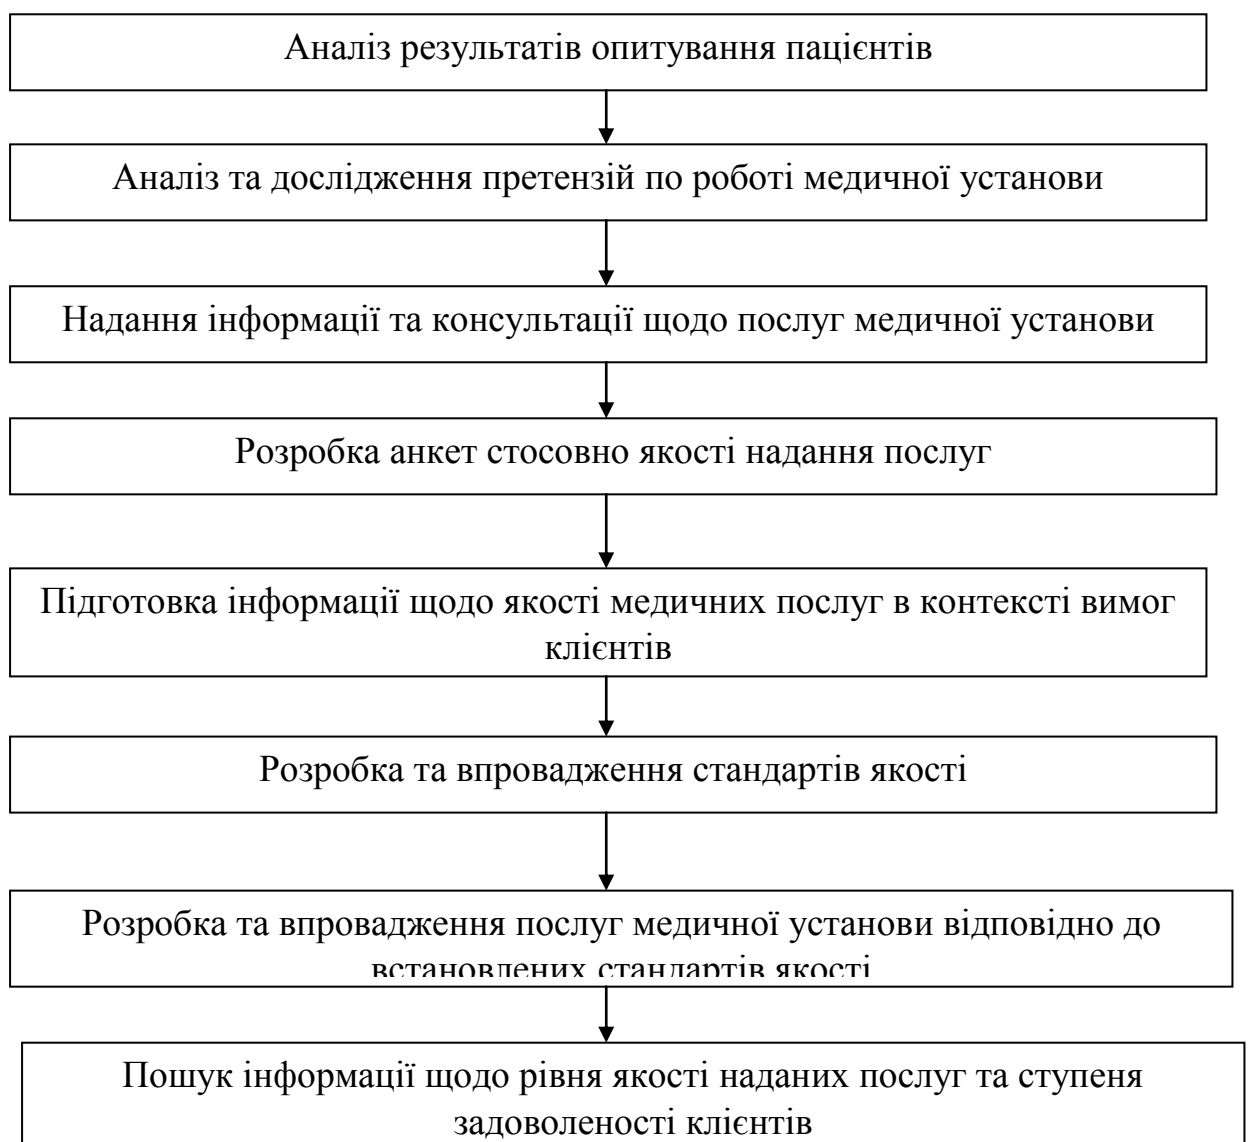 Аналіз результатів опитування пацієнтів
Аналіз та дослідження претензій по роботі медичної установи
Надання інформації та консультації щодо послуг медичної установи
Розробка анкет стосовно якості надання послуг
Підготовка інформації щодо якості медичних послуг в контексті вимог
клієнтів
Розробка та впровадження стандартів якості
Розробка та впровадження послуг медичної установи відповідно до
встановлених стандартів якості
Пошук інформації щодо рівня якості наданих послуг та ступеня
задоволеності клієнтів